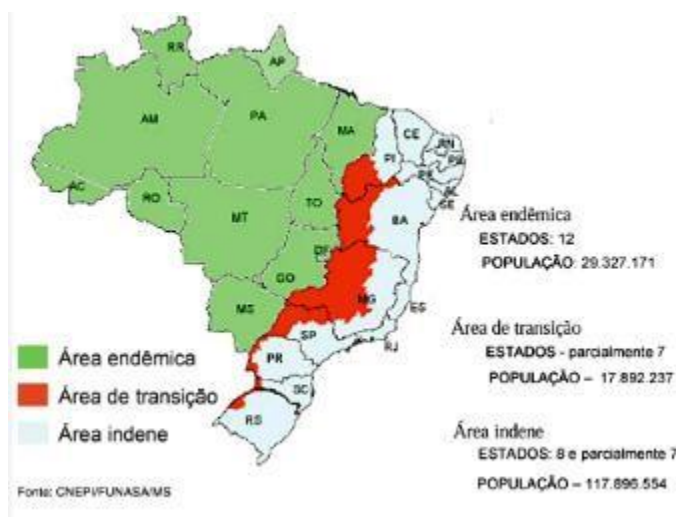 RR
AP
AM
PA
MA
CE
RN
PI
PB
PE
AL
SE
AC
RO
TO
BA
MT
DF
GO
MG
MS
ES
SP
RJ
PR
SC
RS
Área endêmica
ESTADOS: 12
POPULAÇÃO: 29.327.171
Área de transição
ESTADOS - parcialmente 7
POPULAÇÃO – 17.892.237
Área indene
ESTADOS: 8 e parcialmente 7
POPULAÇÃO – 117.896.554
Área endêmica
Área de transição
Área indene
Fonte: CNEPI/FUNASA/MS